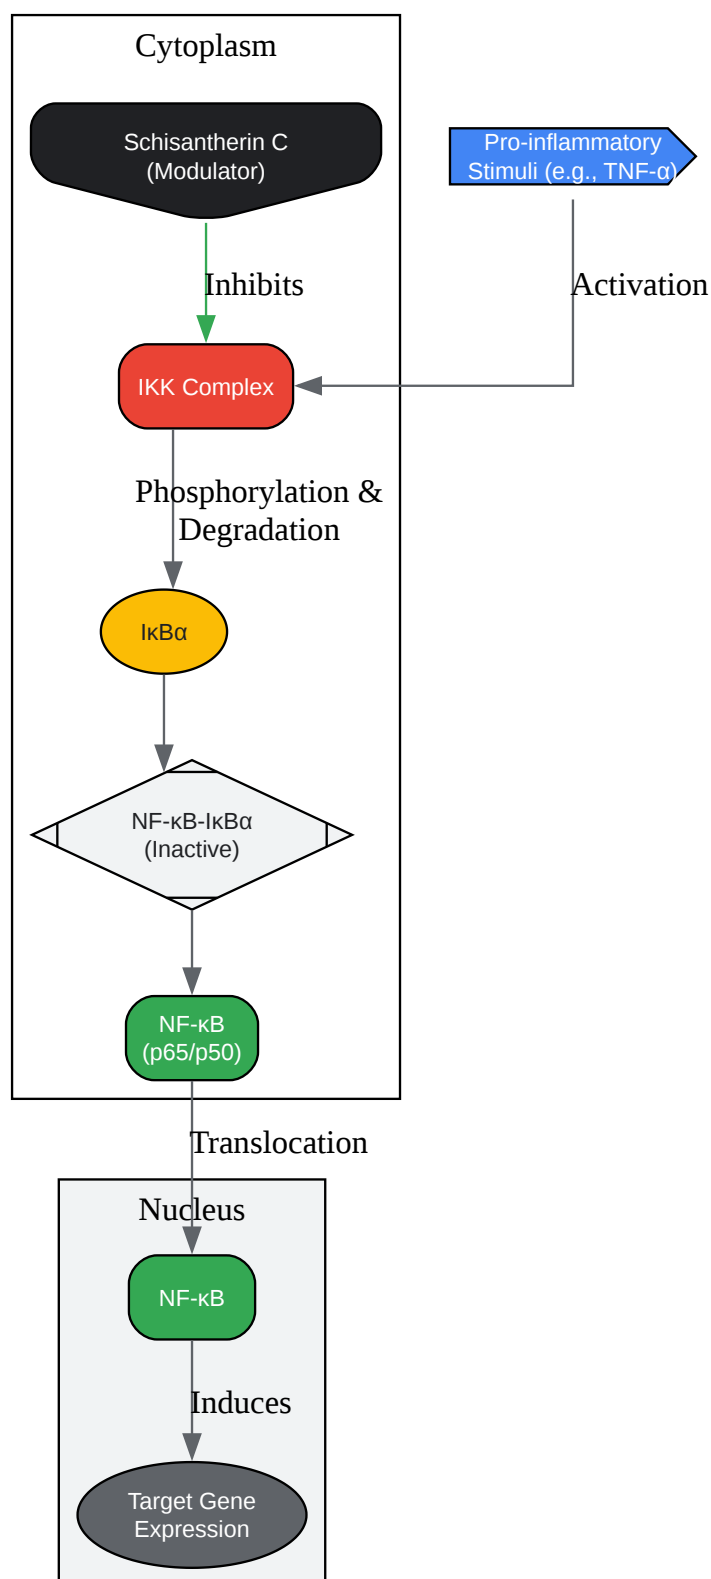 Cytoplasm
Schisantherin C
(Modulator)
Pro-inflammatory
Stimuli (e.g., TNF-α)
Inhibits
Activation
IKK Complex
Phosphorylation &
Degradation
IκBα
NF-κB-IκBα
(Inactive)
NF-κB
(p65/p50)
Translocation
Nucleus
NF-κB
Induces
Target Gene
Expression